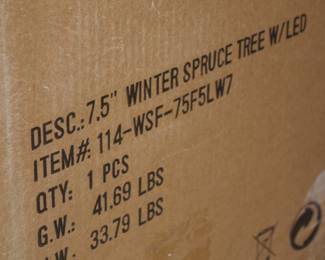 DESC.: 7.5" WINTER SPRUCE TREE W/LED
ITEM#: 114-WSF-75F5LW7
QTY: 1 PCS
G.W.: 41.69 LBS
.W. 33.79 LBS